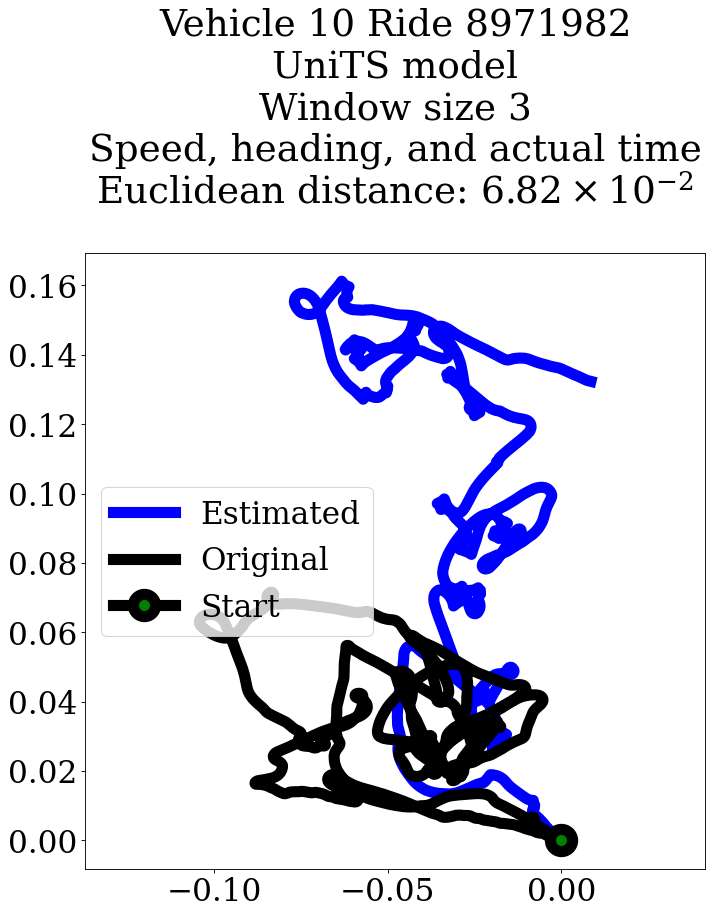 Vehicle 10 Ride 8971982
UniTS model
Window size 3
Speed, heading, and actual time
Euclidean distance: 6.82 × 10⁻²
0.16
0.14
0.12
0.10
0.08
0.06
0.04
0.02
0.00
Estimated
Original
Start
−0.10
−0.05
0.00